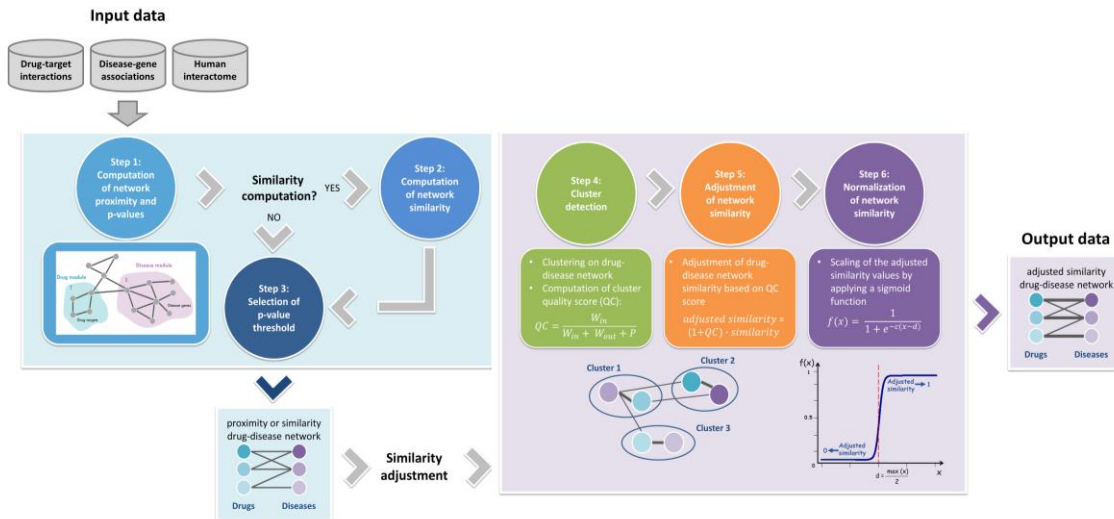 Input data
Drug-target
interactions
Disease-gene
associations
Human
interactome
Step 1:
Computation
of network
proximity and
p-values
Similarity
computation?
YES
NO
Step 2:
Computation
of network
similarity
Drug module
Disease module
Drug targets
Disease genes
Step 3:
Selection of
p-value
threshold
proximity or similarity
drug-disease network
Drugs
Diseases
Similarity
adjustment
Step 4:
Cluster
detection
Step 5:
Adjustment
of network
similarity
Step 6:
Normalization
of network
similarity
• Clustering on drug-
disease network
• Computation of cluster
quality score (QC):
QC = W_in / (W_in + W_out + P)
• Adjustment of drug-
disease network
similarity based on QC
score
adjusted similarity =
(1+QC) · similarity
• Scaling of the adjusted
similarity values by
applying a sigmoid
function
f(x) = 1 / (1 + e^{-c(x-d)})
Cluster 1
Cluster 2
Cluster 3
f(x)
1
0.5
0
Adjusted
similarity → 1
0 ← Adjusted
similarity
d = max (x) / 2
x
Output data
adjusted similarity
drug-disease network
Drugs
Diseases